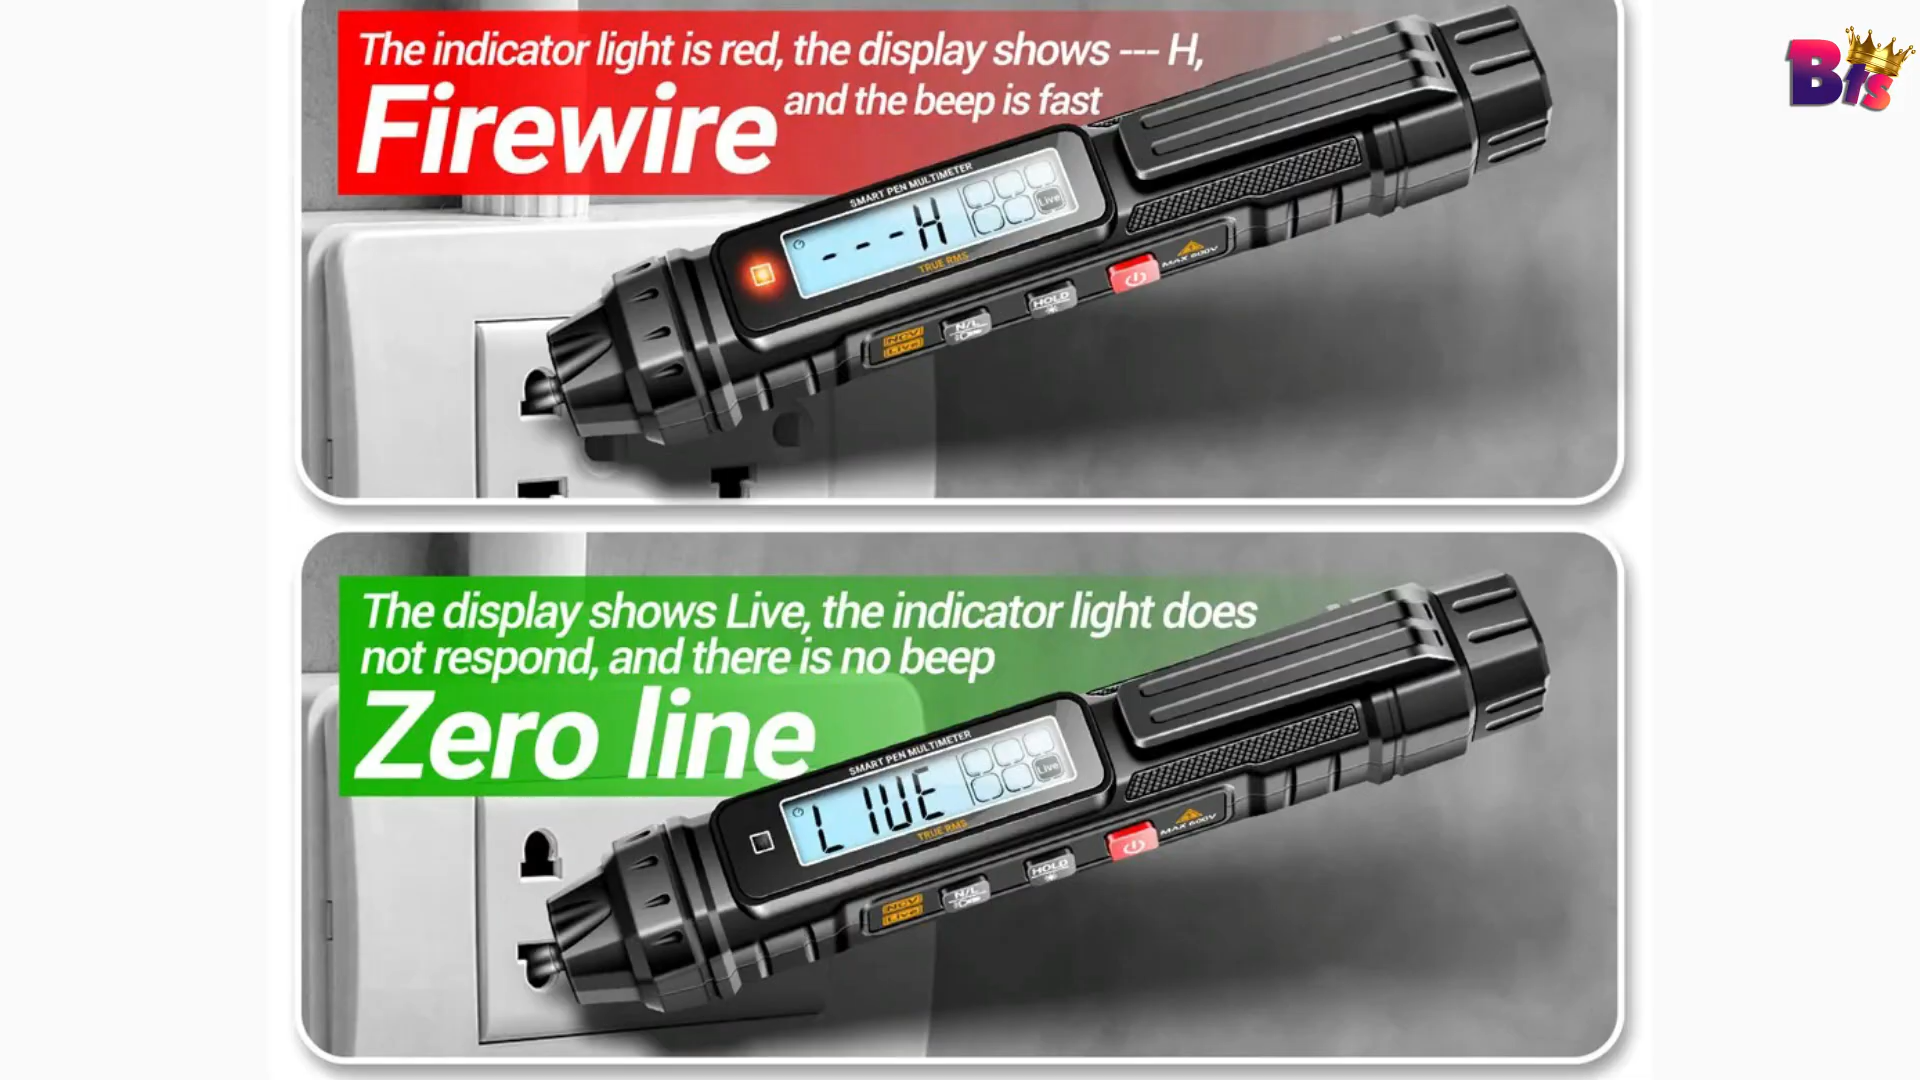 The indicator light is red, the display shows --- H,
and the beep is fast
Firewire
SMART PEN MULTIMETER
---H
Live
TRUE RMS
MAX 600V
HOLD
N/L
NCV
Live
The display shows Live, the indicator light does
not respond, and there is no beep
Zero line
SMART PEN MULTIMETER
LIVE
Live
TRUE RMS
MAX 600V
HOLD
N/L
NCV
Live
Bts